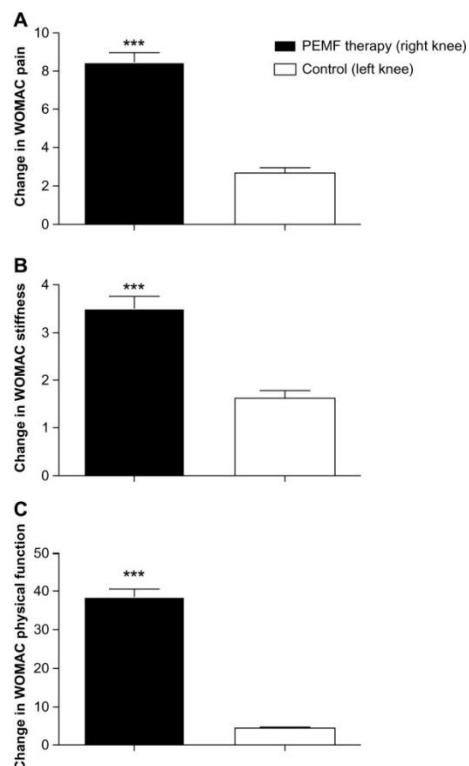 A
PEMF therapy (right knee)
Control (left knee)
Change in WOMAC pain
10
8
6
4
2
0
***
B
Change in WOMAC stiffness
4
3
2
1
0
***
C
Change in WOMAC physical function
50
40
30
20
10
0
***